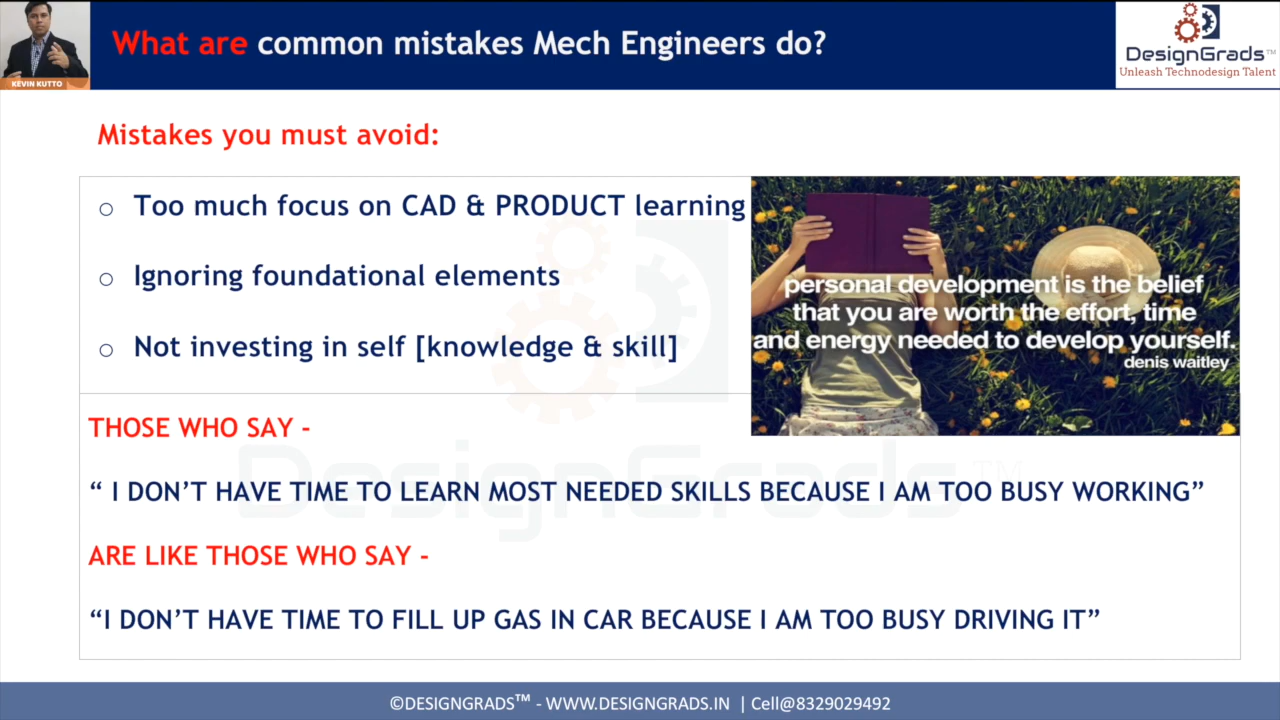 KEVIN KUTTO
What are common mistakes Mech Engineers do?
DesignGrads™
Unleash Technodesign Talent
Mistakes you must avoid:
o Too much focus on CAD & PRODUCT learning
o Ignoring foundational elements
o Not investing in self [knowledge & skill]
personal development is the belief
that you are worth the effort, time
and energy needed to develop yourself.
denis waitley
THOSE WHO SAY -
“ I DON’T HAVE TIME TO LEARN MOST NEEDED SKILLS BECAUSE I AM TOO BUSY WORKING”
ARE LIKE THOSE WHO SAY -
“I DON’T HAVE TIME TO FILL UP GAS IN CAR BECAUSE I AM TOO BUSY DRIVING IT”
DesignGrads™
©DESIGNGRADS™ - WWW.DESIGNGRADS.IN | Cell@8329029492